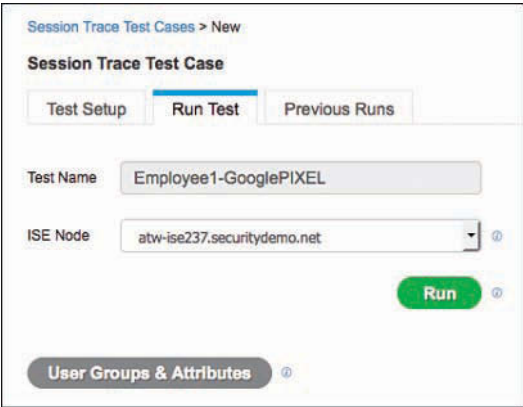 Session Trace Test Cases > New
Session Trace Test Case
Test Setup Run Test Previous Runs
Test Name Employee1-GooglePIXEL
ISE Node atw-ise237.securitydemo.net
Run
User Groups & Attributes